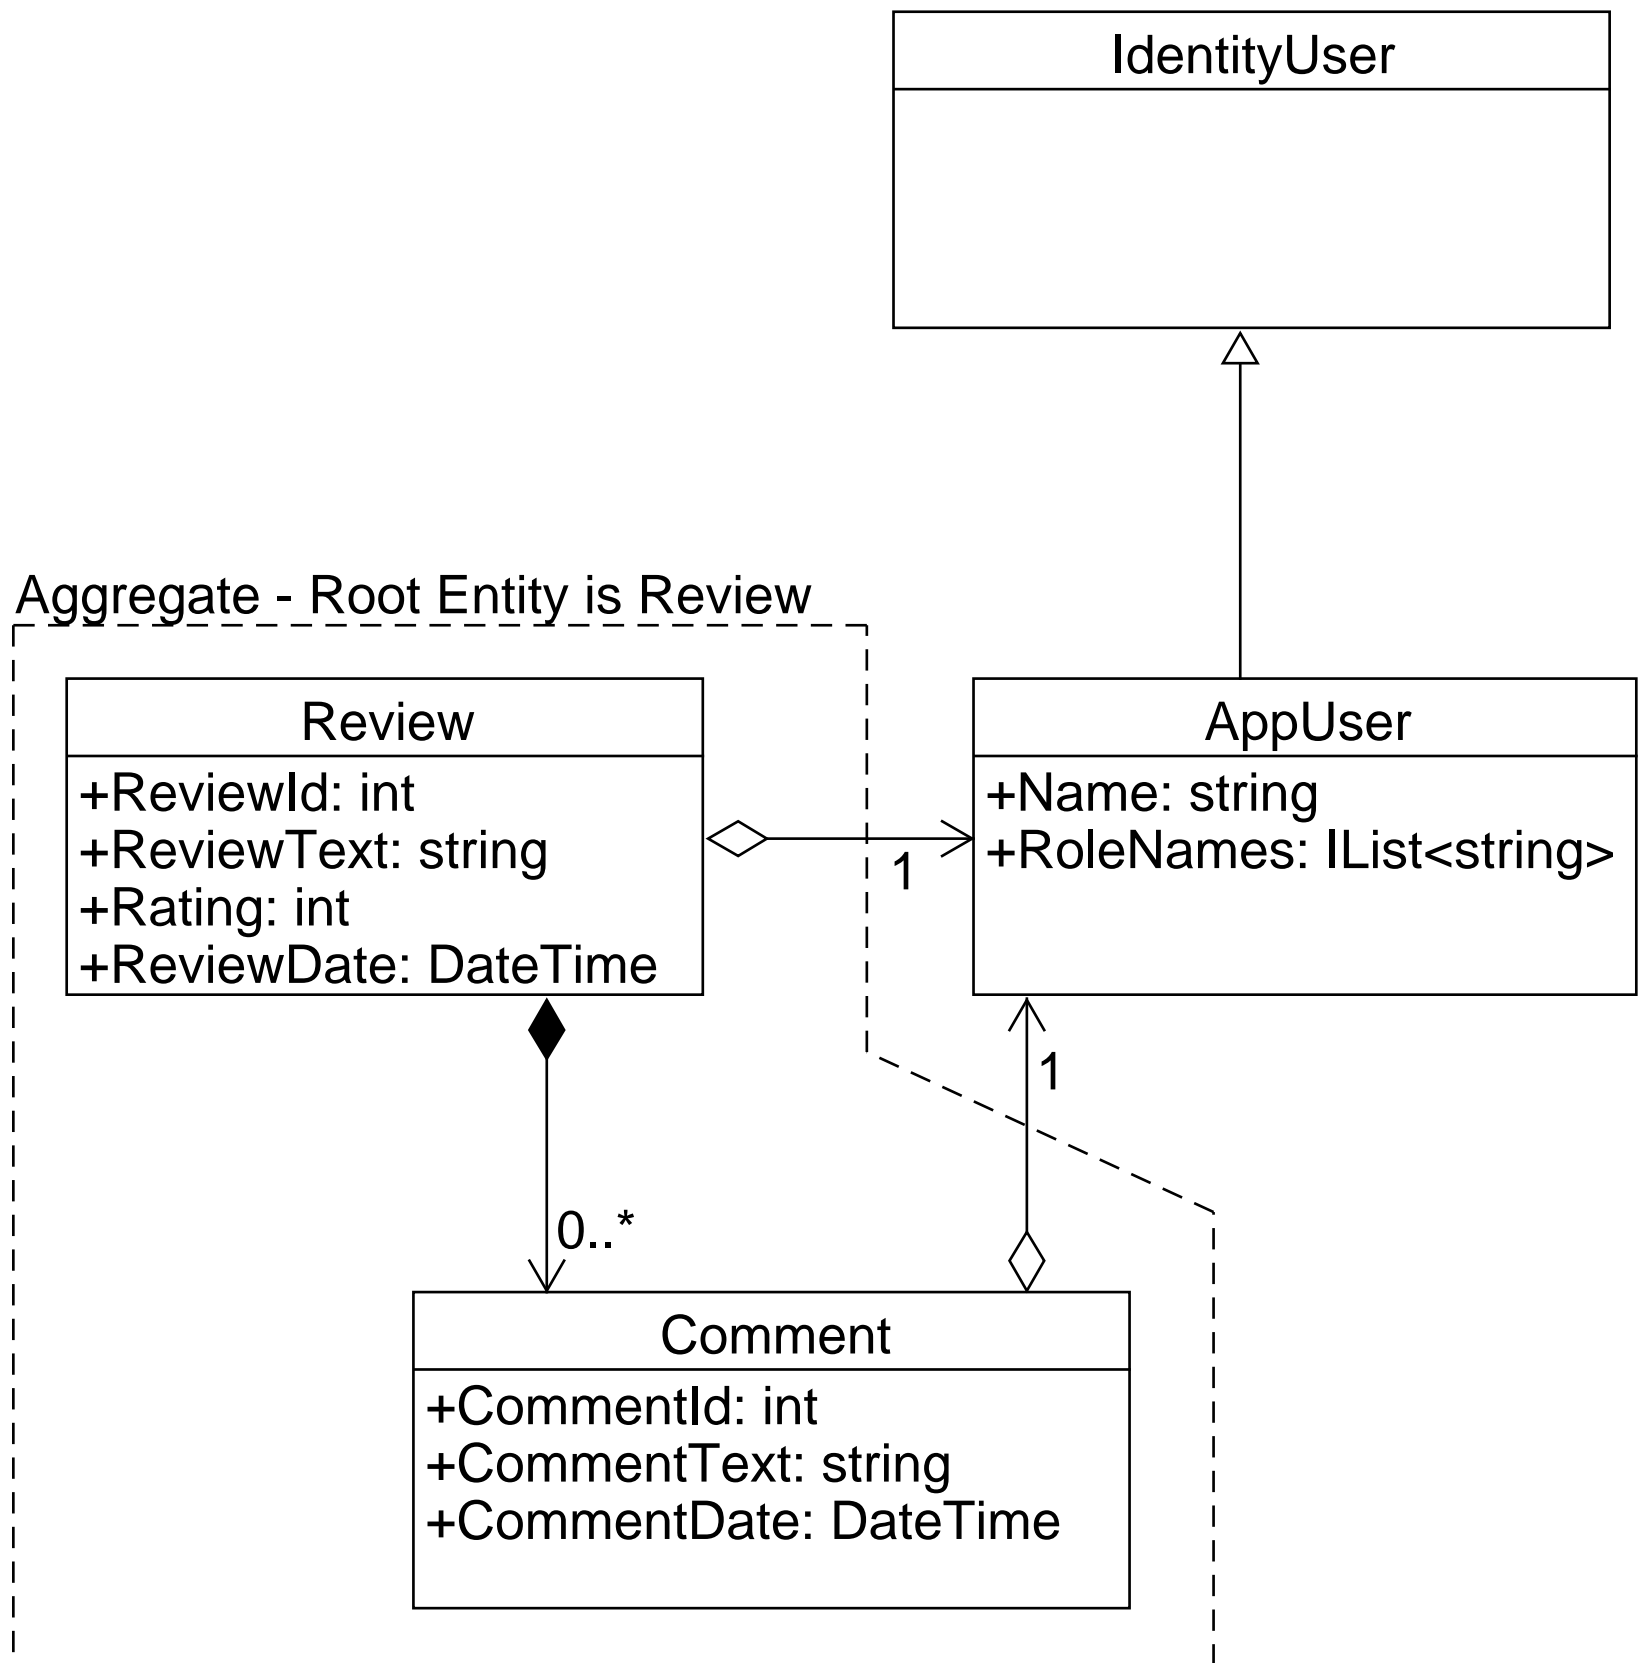 IdentityUser
Aggregate - Root Entity is Review
Review
+ReviewId: int
+ReviewText: string
+Rating: int
+ReviewDate: DateTime
1
AppUser
+Name: string
+RoleNames: IList<string>
1
0..*
Comment
+CommentId: int
+CommentText: string
+CommentDate: DateTime